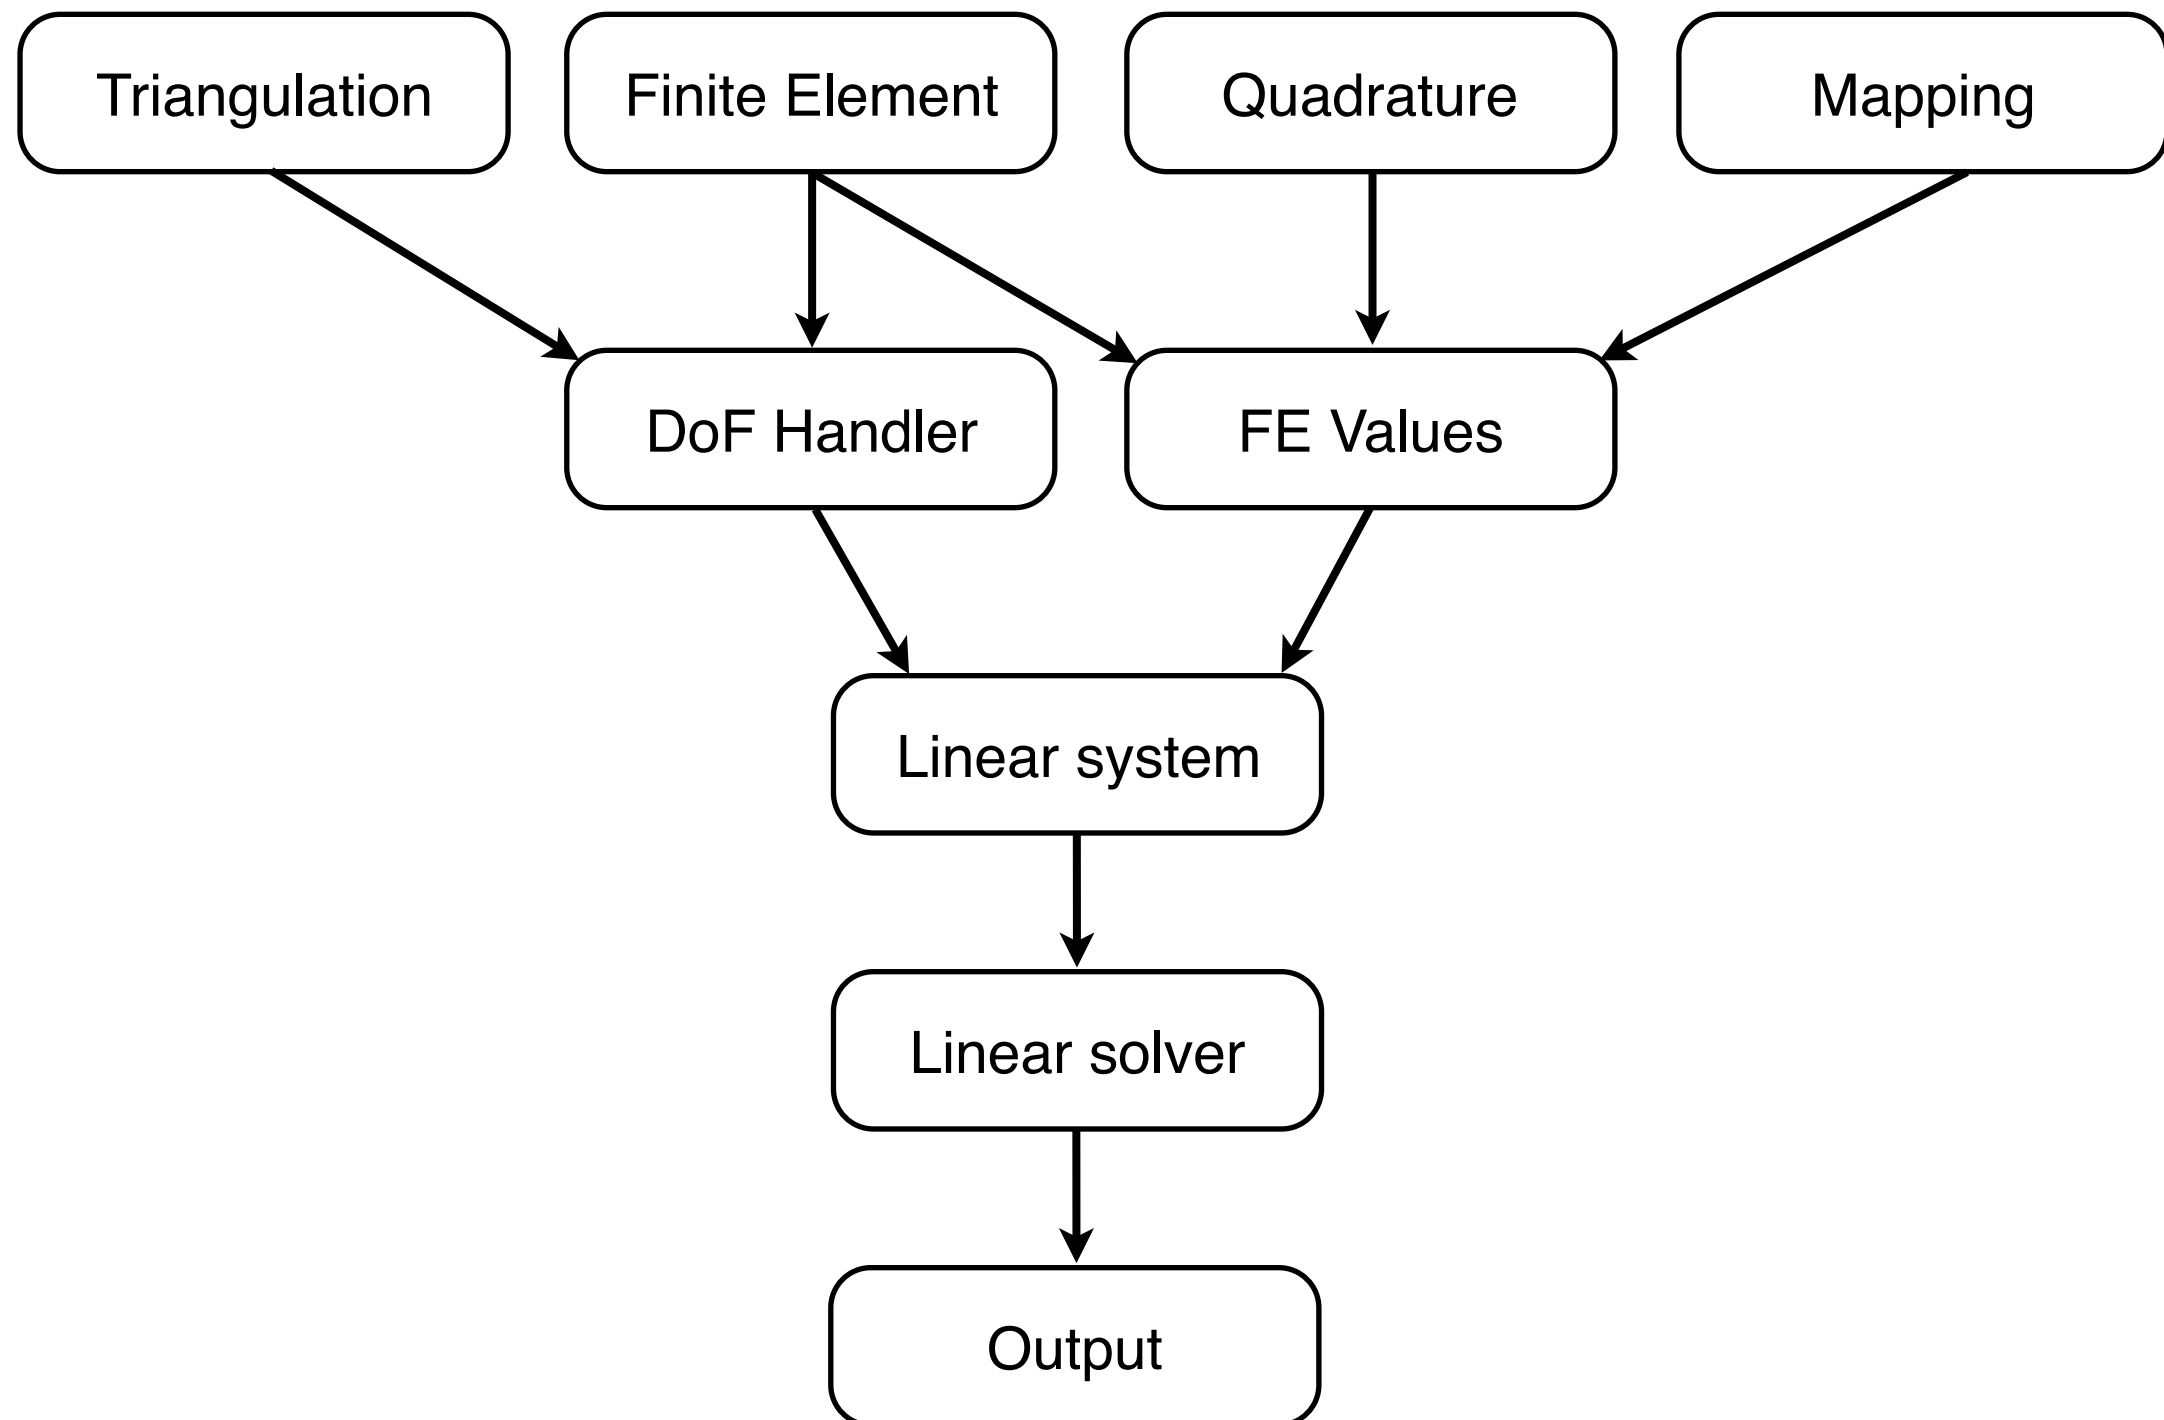 Triangulation
Finite Element
Quadrature
Mapping
DoF Handler
FE Values
Linear system
Linear solver
Output